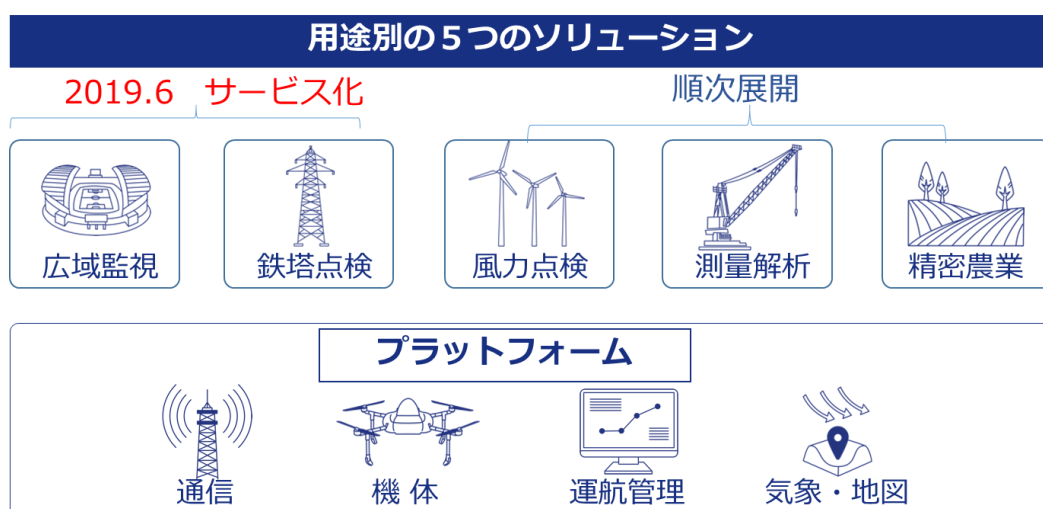 用途別の５つのソリューション
2019.6 サービス化
順次展開
広域監視
鉄塔点検
風力点検
測量解析
精密農業
プラットフォーム
通信
機 体
運航管理
気象・地図